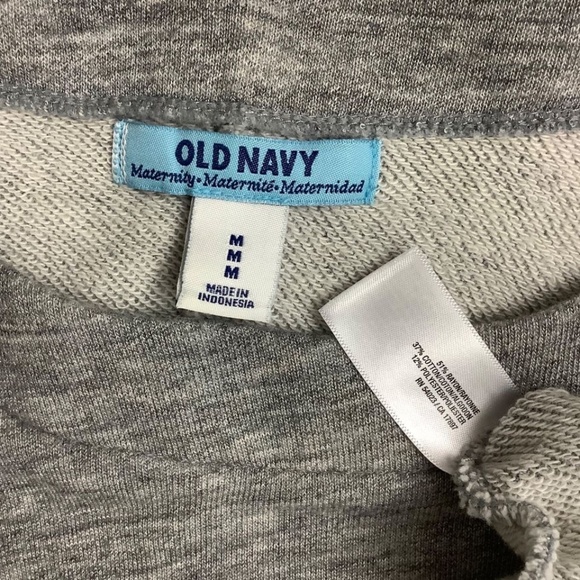 OLD NAVY
Maternity • Maternité • Maternidad
M
M
M
MADE IN
INDONESIA
51% RAYON/RAYONNE
37% COTTON/COTON/ALGODON
12% POLYESTER/POLIESTER
RN 54023 / CA 17897